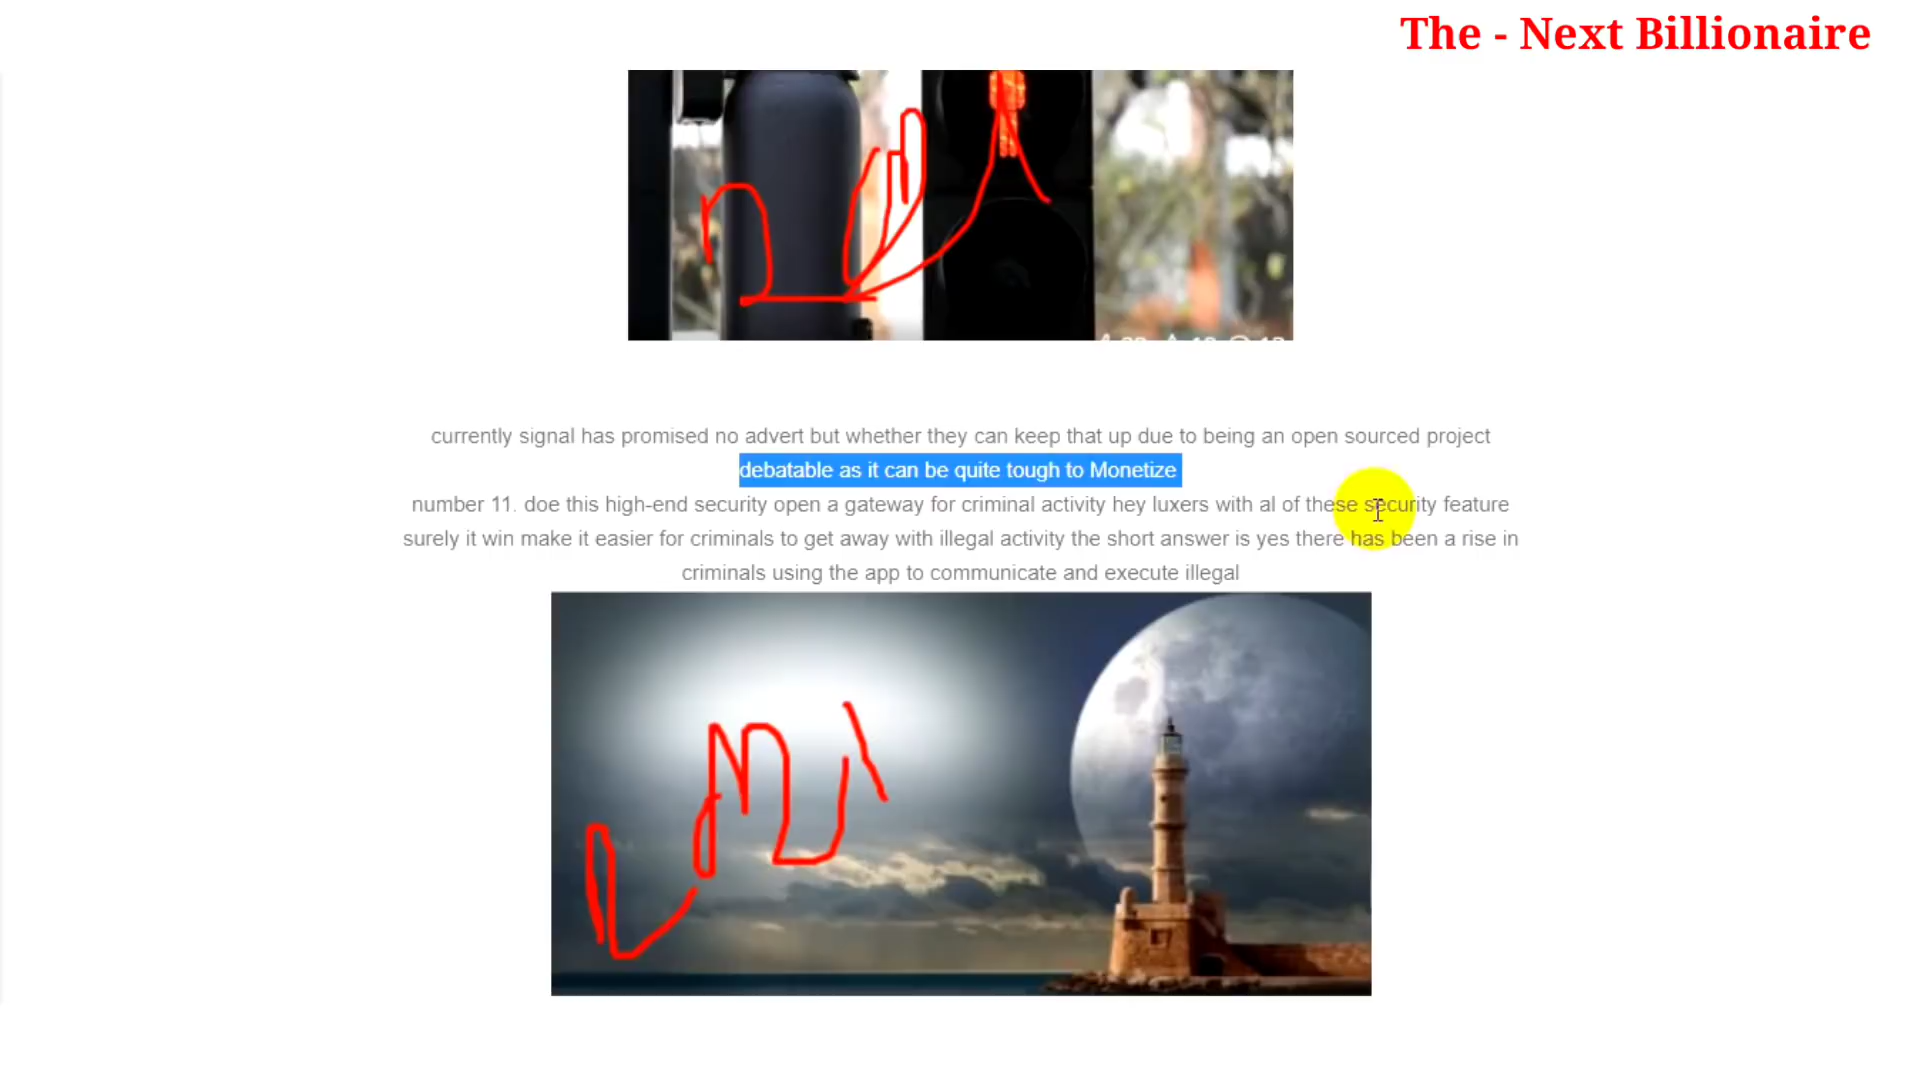 The - Next Billionaire
currently signal has promised no advert but whether they can keep that up due to being an open sourced project
debatable as it can be quite tough to Monetize
number 11. doe this high-end security open a gateway for criminal activity hey luxers with al of these security feature
surely it win make it easier for criminals to get away with illegal activity the short answer is yes there has been a rise in
criminals using the app to communicate and execute illegal